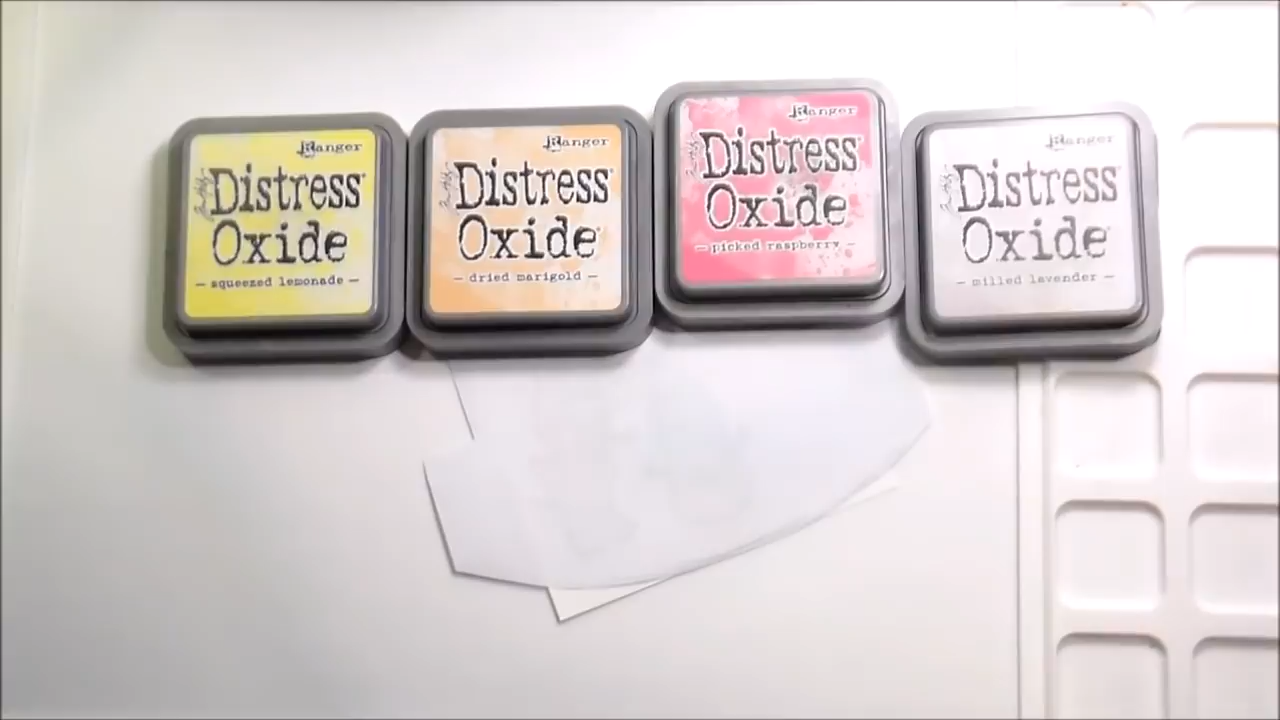 Ranger
Distress
Oxide
— squeezed lemonade —
Ranger
Distress
Oxide
— dried marigold —
Ranger
Distress
Oxide
— picked raspberry —
Ranger
Distress
Oxide
— milled lavender —